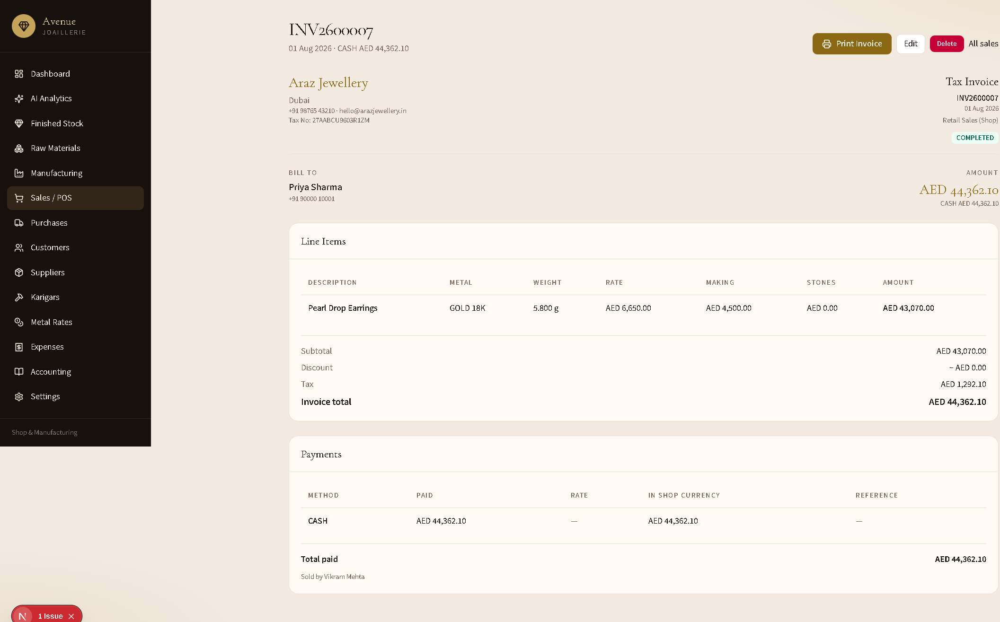 Avenue
JOAILLERIE
Dashboard
AI Analytics
Finished Stock
Raw Materials
Manufacturing
Sales / POS
Purchases
Customers
Suppliers
Karigars
Metal Rates
Expenses
Accounting
Settings
Shop & Manufacturing
1 Issue
INV2600007
01 Aug 2026 · CASH AED 44,362.10
Print Invoice Edit Delete All sales
Araz Jewellery
Dubai
+91 98765 43210 · hello@arazjewellery.in
Tax No: 27AABCU9603R1ZM
Tax Invoice
INV2600007
01 Aug 2026
Retail Sales (Shop)
COMPLETED
BILL TO
Priya Sharma
+91 90000 10001
AMOUNT
AED 44,362.10
CASH AED 44,362.10
Line Items
DESCRIPTION METAL WEIGHT RATE MAKING STONES AMOUNT
Pearl Drop Earrings GOLD 18K 5.800 g AED 6,650.00 AED 4,500.00 AED 0.00 AED 43,070.00
Subtotal AED 43,070.00
Discount − AED 0.00
Tax AED 1,292.10
Invoice total AED 44,362.10
Payments
METHOD PAID RATE IN SHOP CURRENCY REFERENCE
CASH AED 44,362.10 — AED 44,362.10 —
Total paid AED 44,362.10
Sold by Vikram Mehta